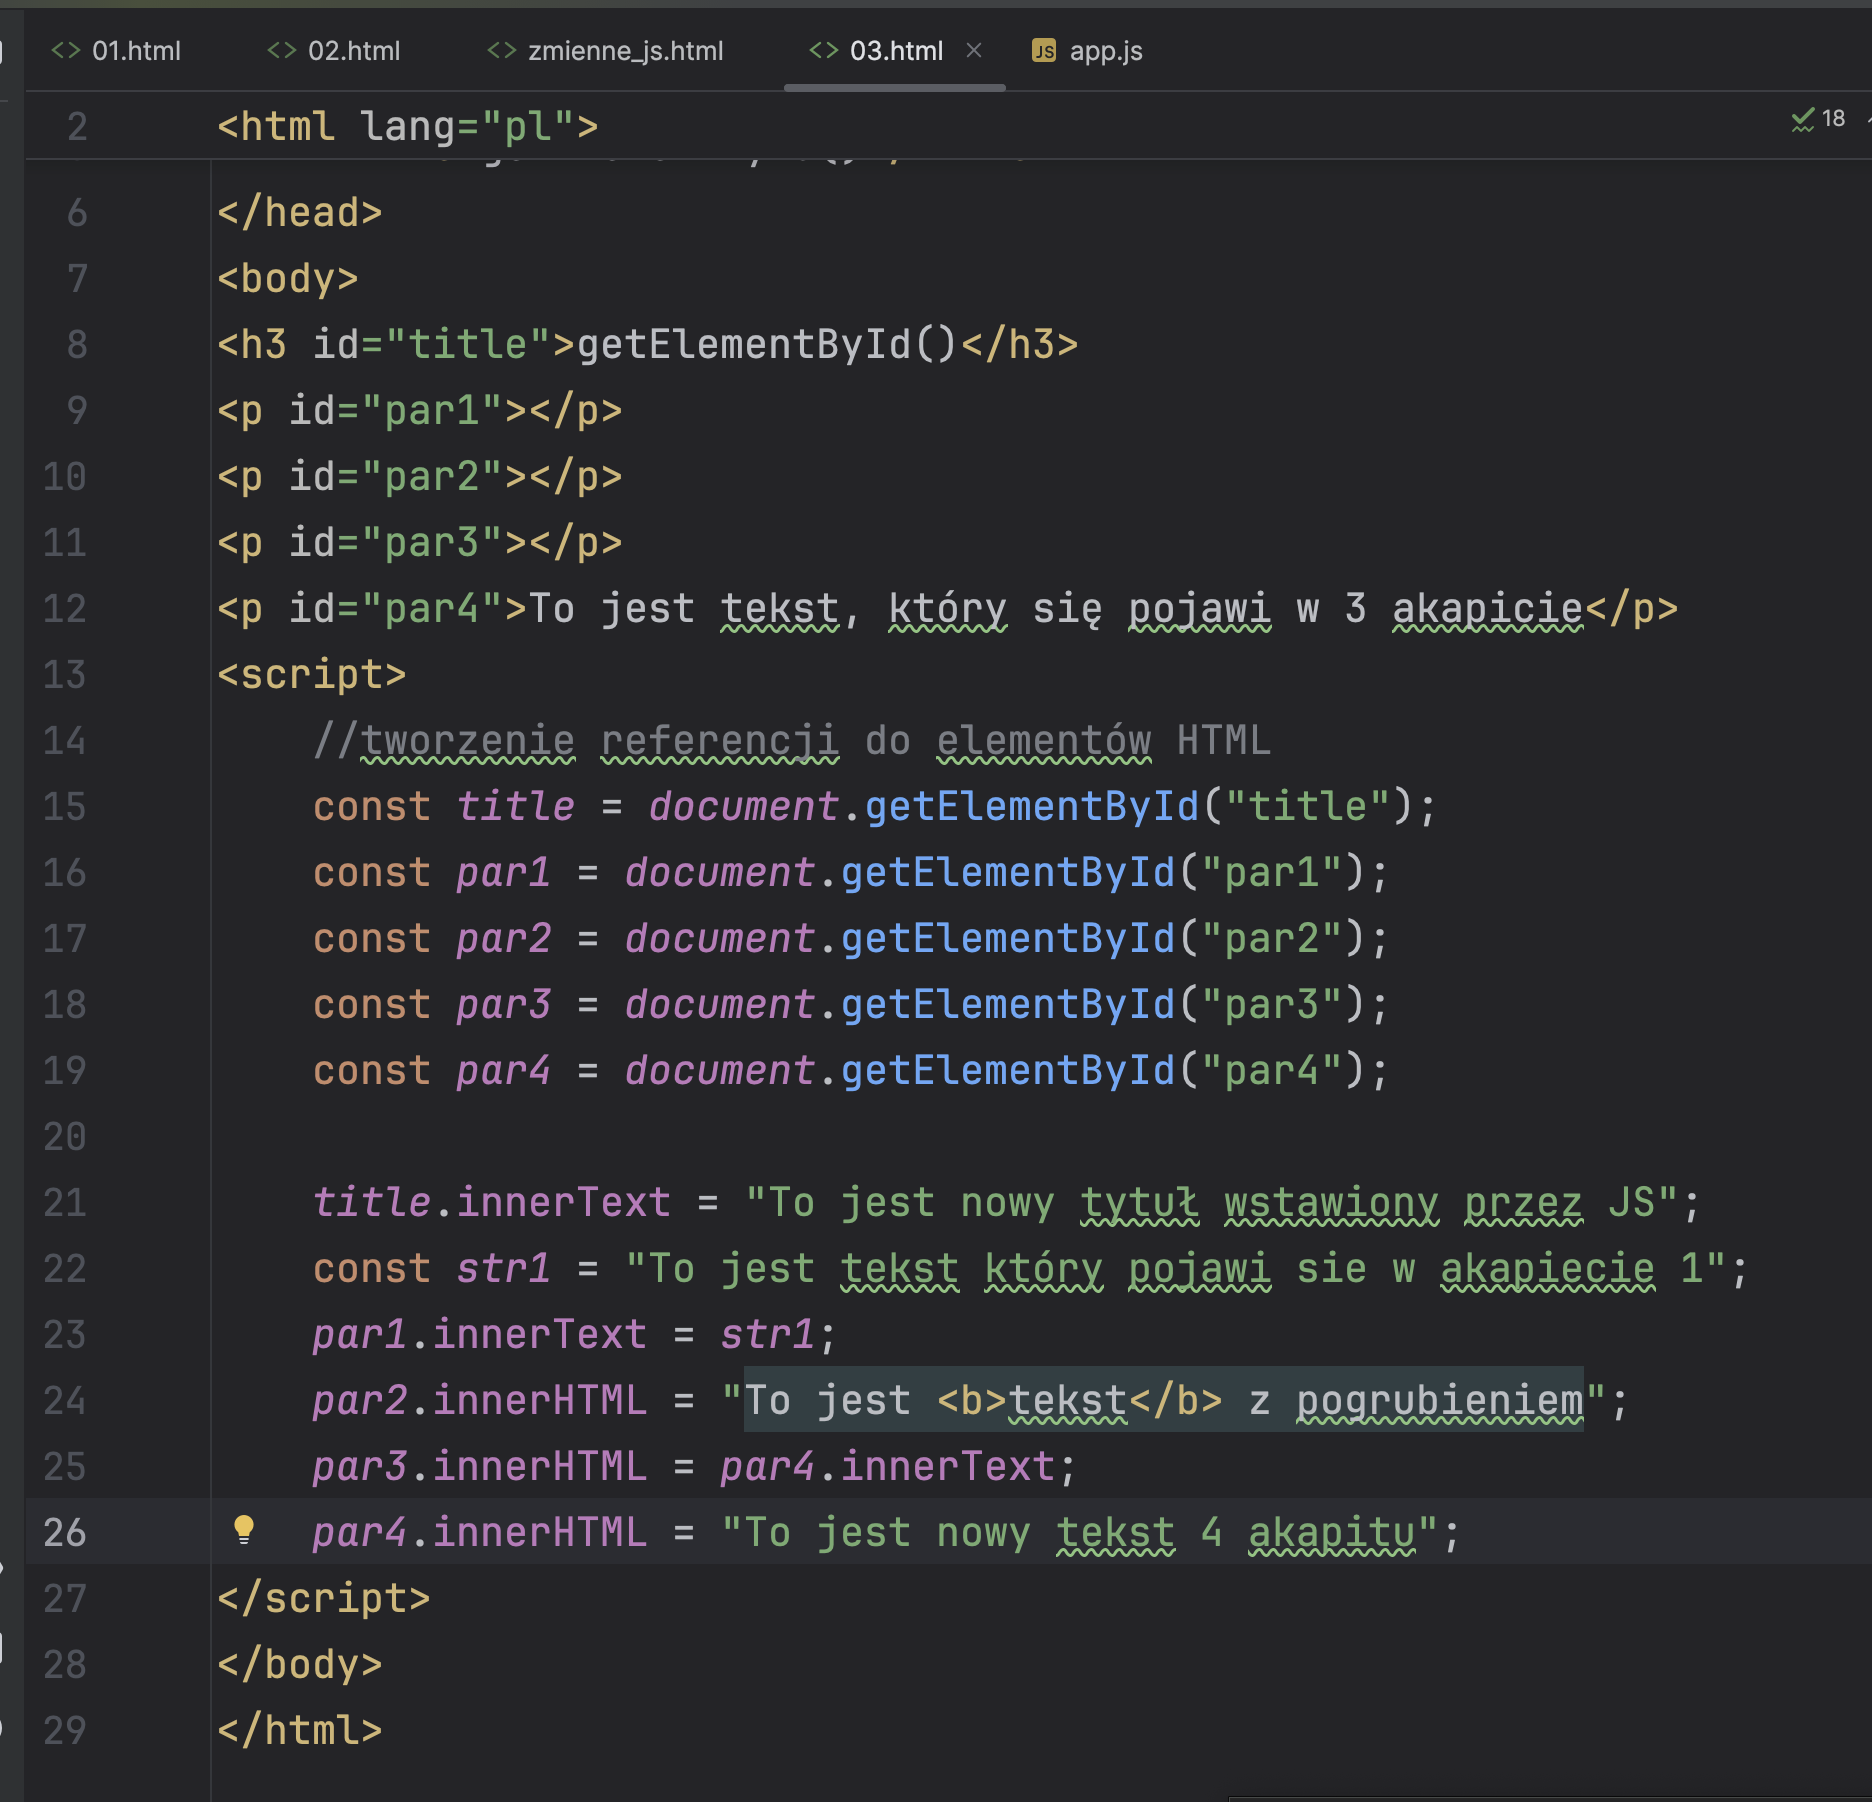 01.html 02.html zmienne_js.html 03.html app.js
2 <html lang="pl"> 18
6 </head>
7 <body>
8 <h3 id="title">getElementById()</h3>
9 <p id="par1"></p>
10 <p id="par2"></p>
11 <p id="par3"></p>
12 <p id="par4">To jest tekst, który się pojawi w 3 akapicie</p>
13 <script>
14 //tworzenie referencji do elementów HTML
15 const title = document.getElementById("title");
16 const par1 = document.getElementById("par1");
17 const par2 = document.getElementById("par2");
18 const par3 = document.getElementById("par3");
19 const par4 = document.getElementById("par4");
20
21 title.innerText = "To jest nowy tytuł wstawiony przez JS";
22 const str1 = "To jest tekst który pojawi sie w akapiecie 1";
23 par1.innerText = str1;
24 par2.innerHTML = "To jest <b>tekst</b> z pogrubieniem";
25 par3.innerHTML = par4.innerText;
26 par4.innerHTML = "To jest nowy tekst 4 akapitu";
27 </script>
28 </body>
29 </html>